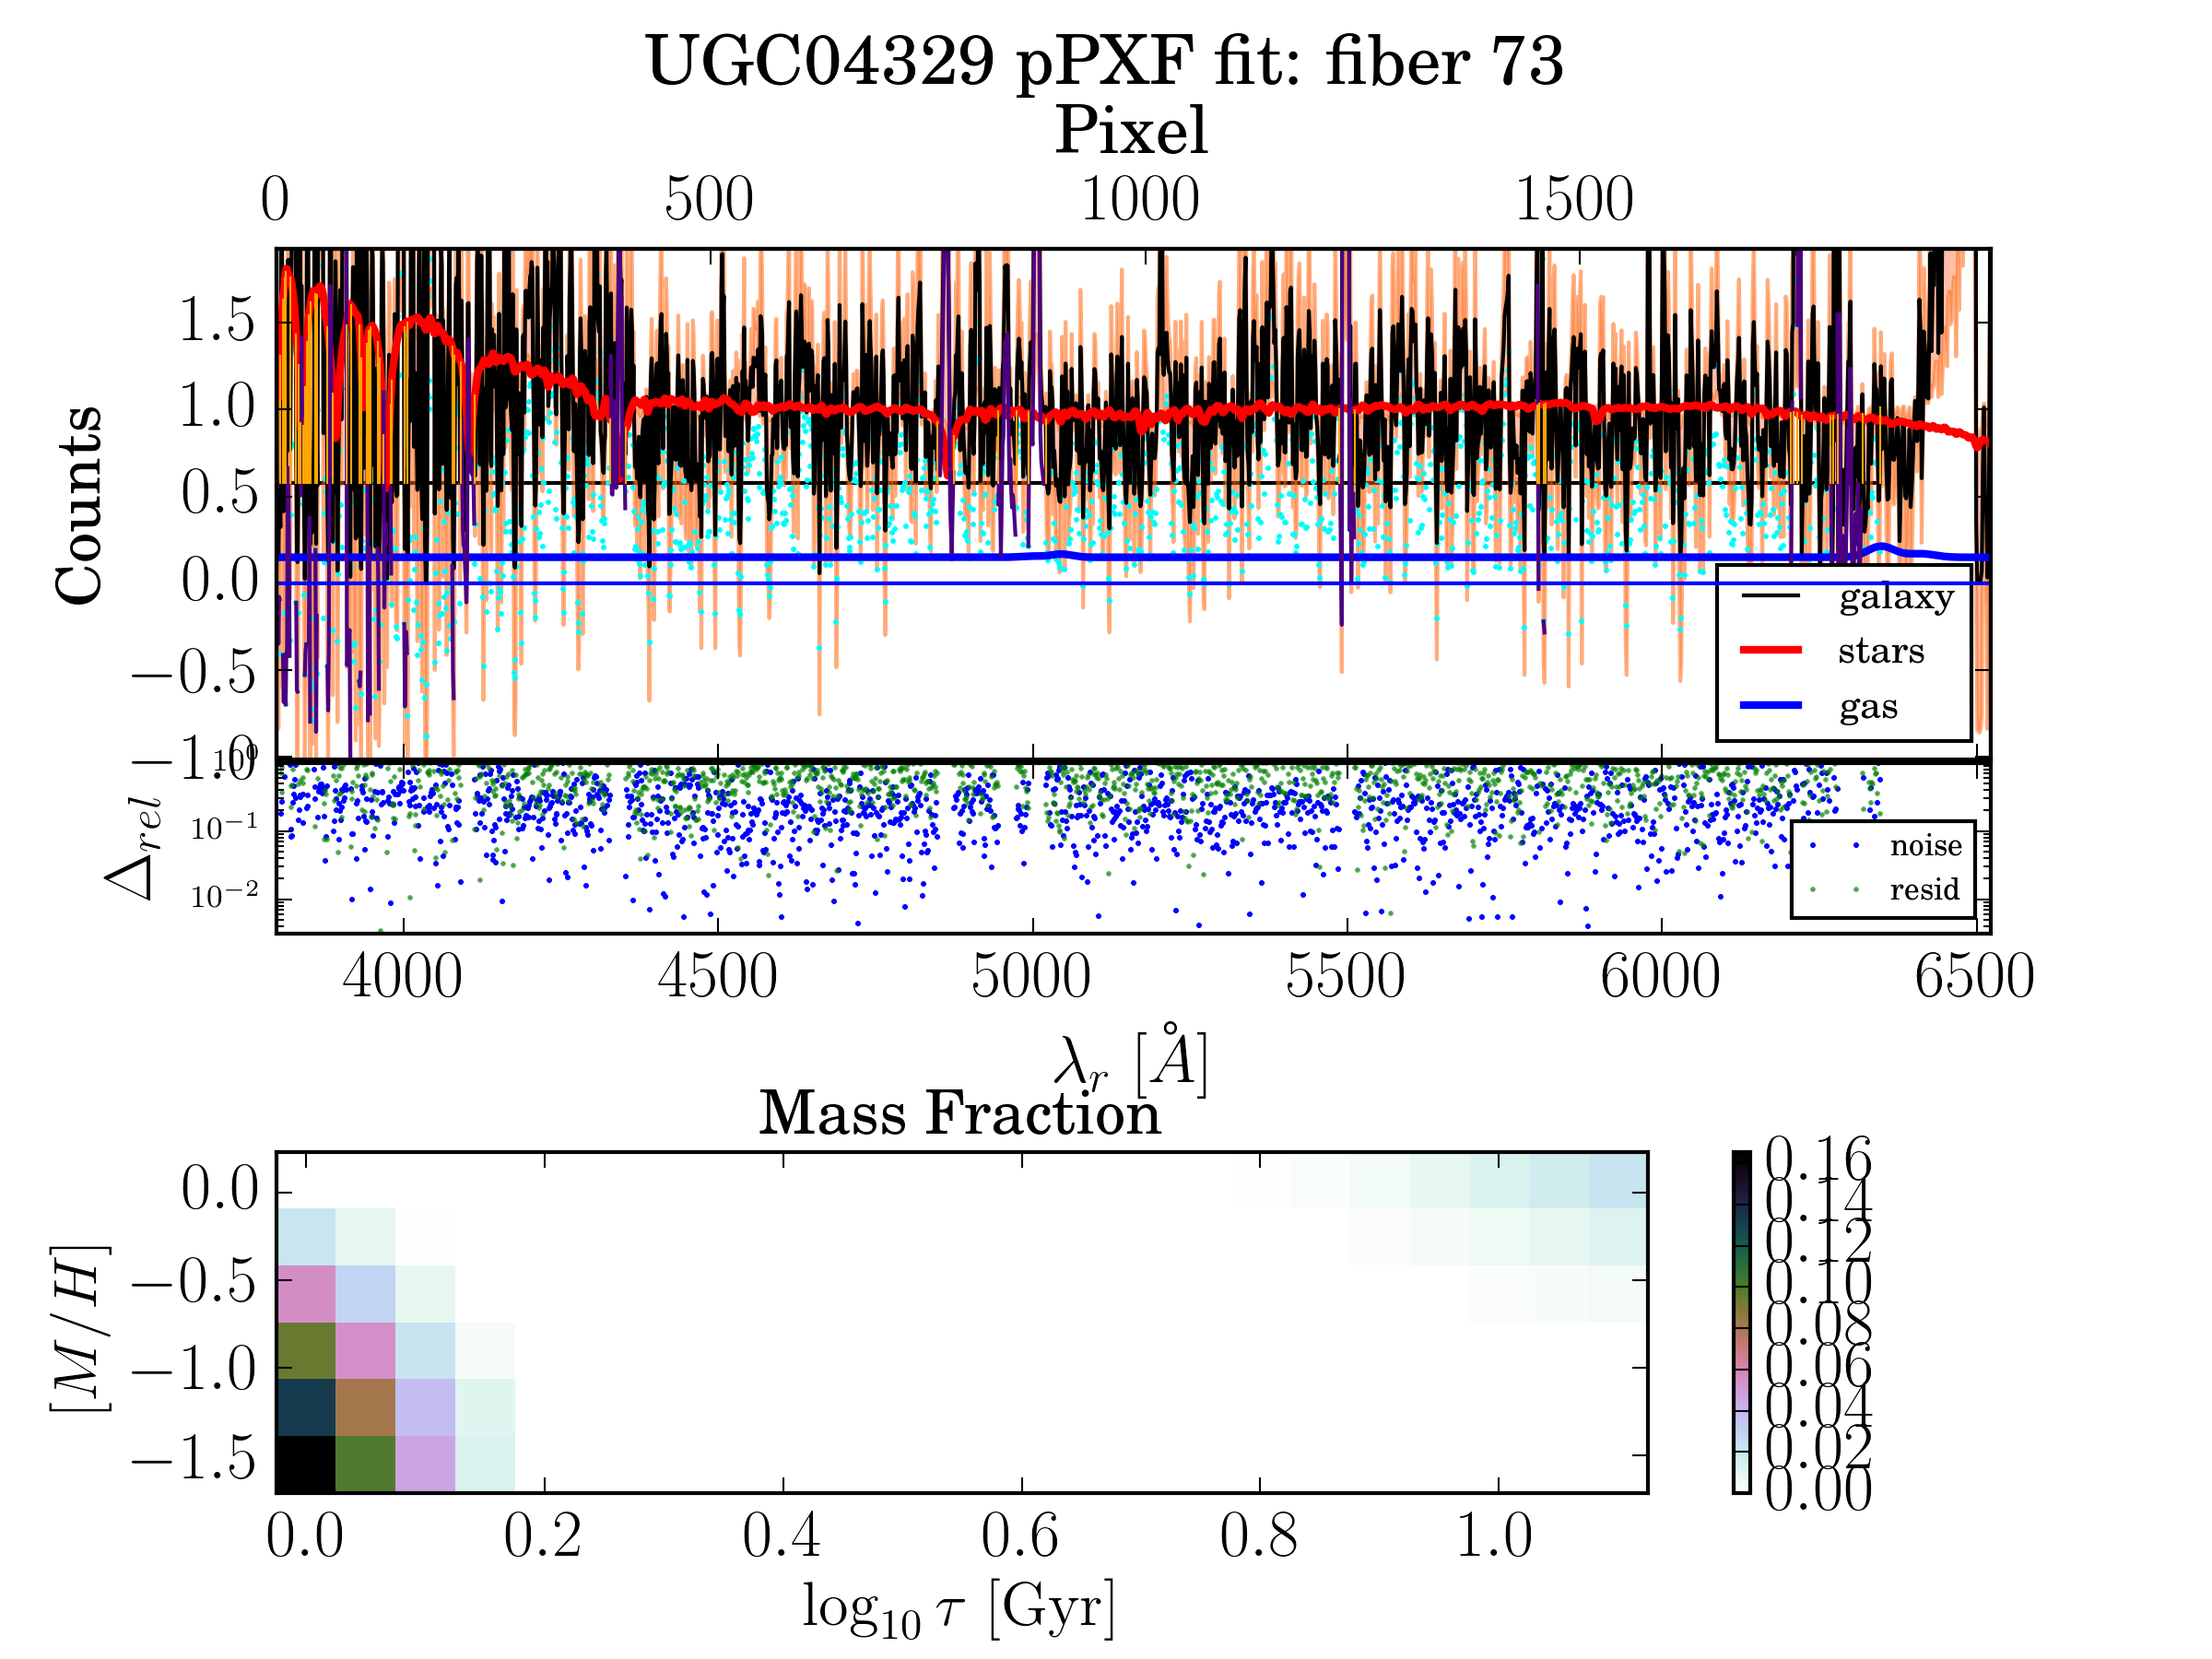 UGC04329 pPXF fit: fiber 73
Pixel
0 500 1000 1500
Counts
1.5
1.0
0.5
0.0
−0.5
−1.0
galaxy
stars
gas
Δrel
10⁰
10⁻¹
10⁻²
noise
resid
4000 4500 5000 5500 6000 6500
λr [Å]
Mass Fraction
[M/H]
0.0
−0.5
−1.0
−1.5
0.0 0.2 0.4 0.6 0.8 1.0
log₁₀ τ [Gyr]
0.16
0.14
0.12
0.10
0.08
0.06
0.04
0.02
0.00